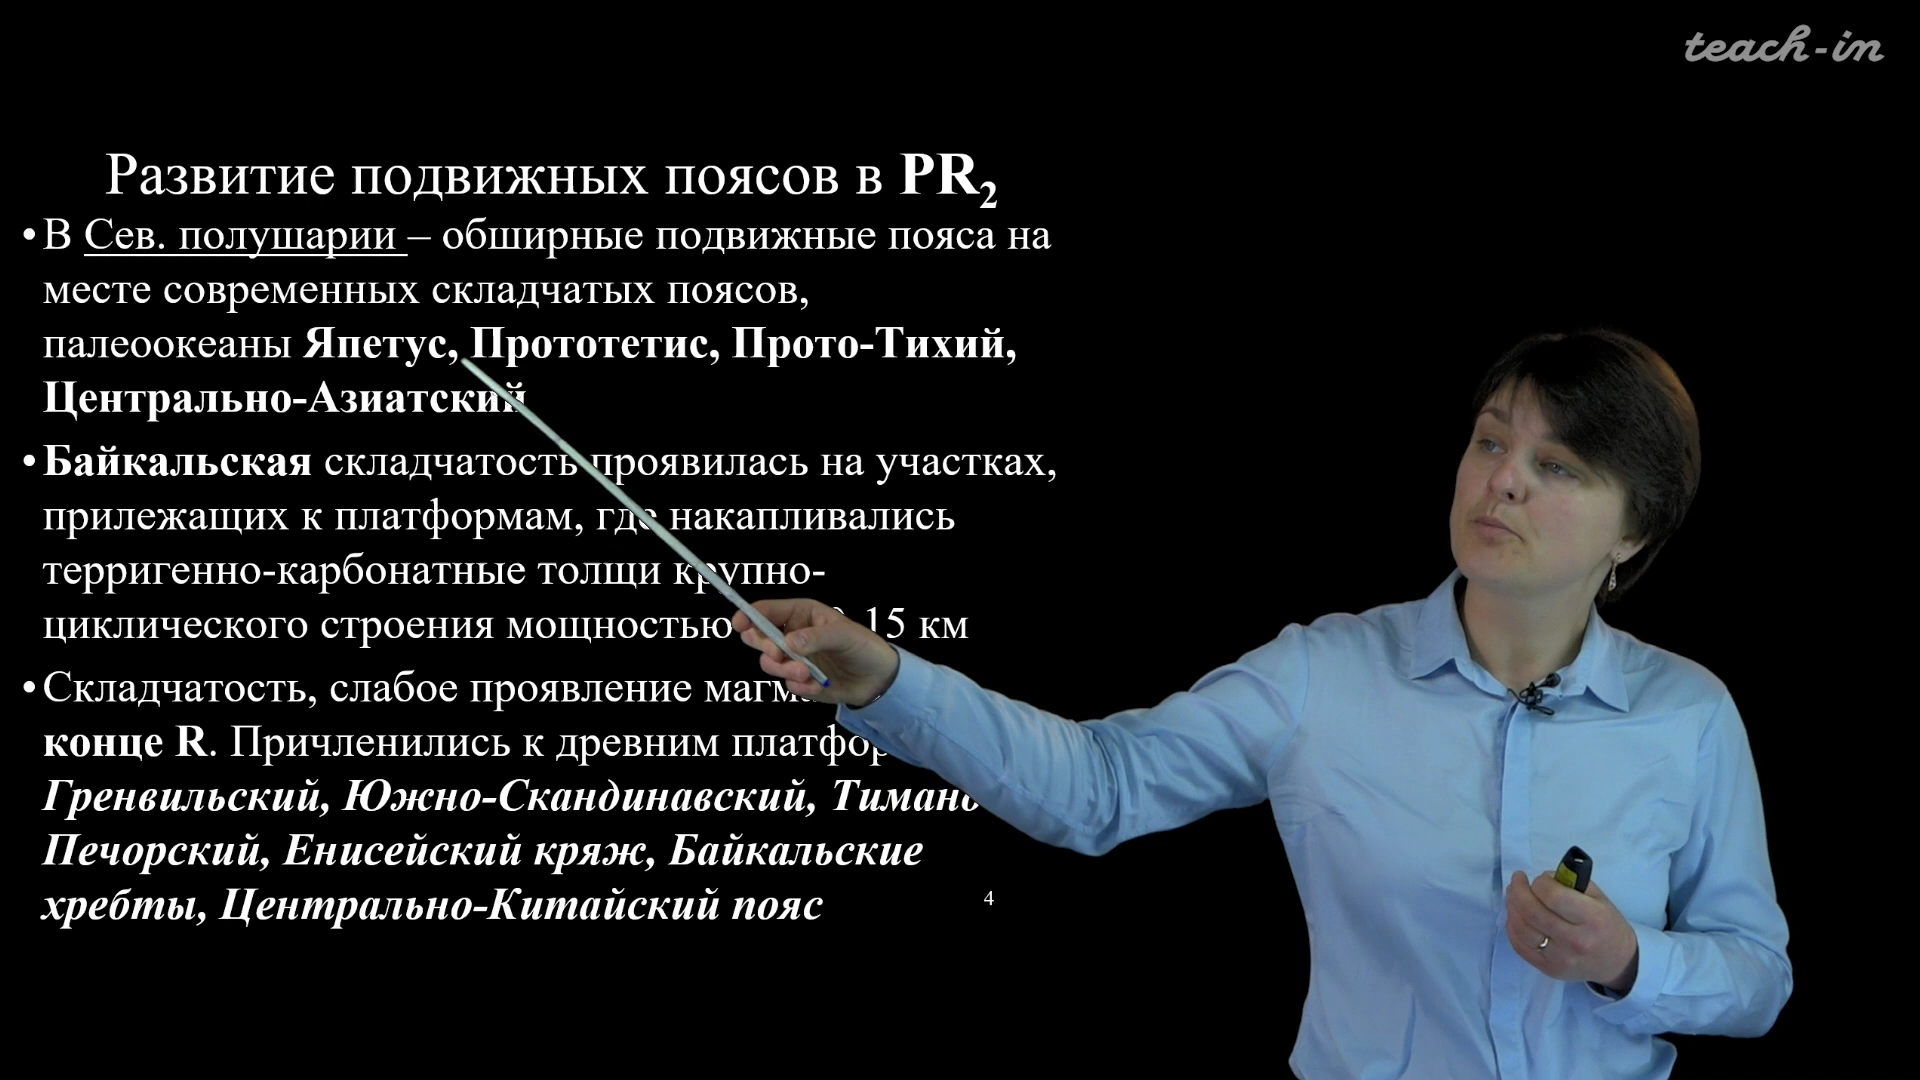 teach-in
Развитие подвижных поясов в PR₂
• В Сев. полушарии – обширные подвижные пояса на
месте современных складчатых поясов,
палеоокеаны Япетус, Прототетис, Прото-Тихий,
Центрально-Азиатский
• Байкальская складчатость проявилась на участках,
прилежащих к платформам, где накапливались
терригенно-карбонатные толщи крупно-
циклического строения мощностью 15 км
• Складчатость, слабое проявление
конце R. Причленились к древним
Гренвильский, Южно-Скандинавский, Тимано
Печорский, Енисейский кряж, Байкальские
хребты, Центрально-Китайский пояс
4